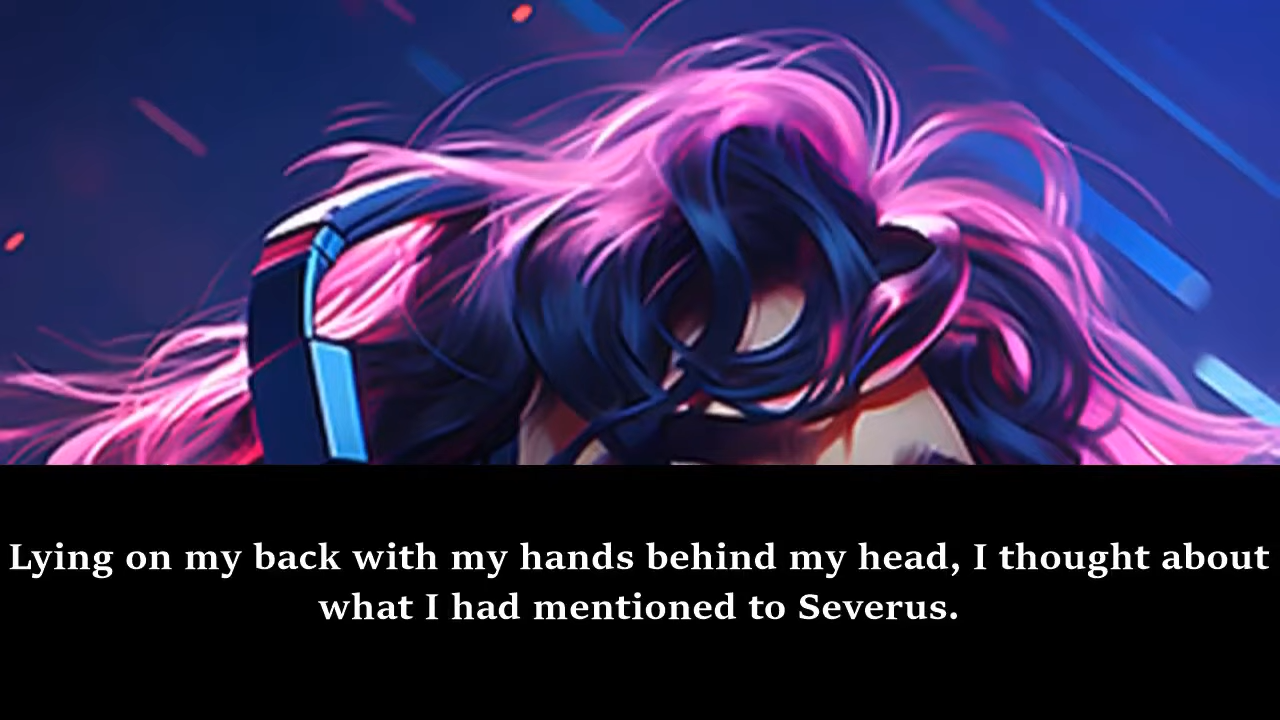 Lying on my back with my hands behind my head, I thought about
what I had mentioned to Severus.